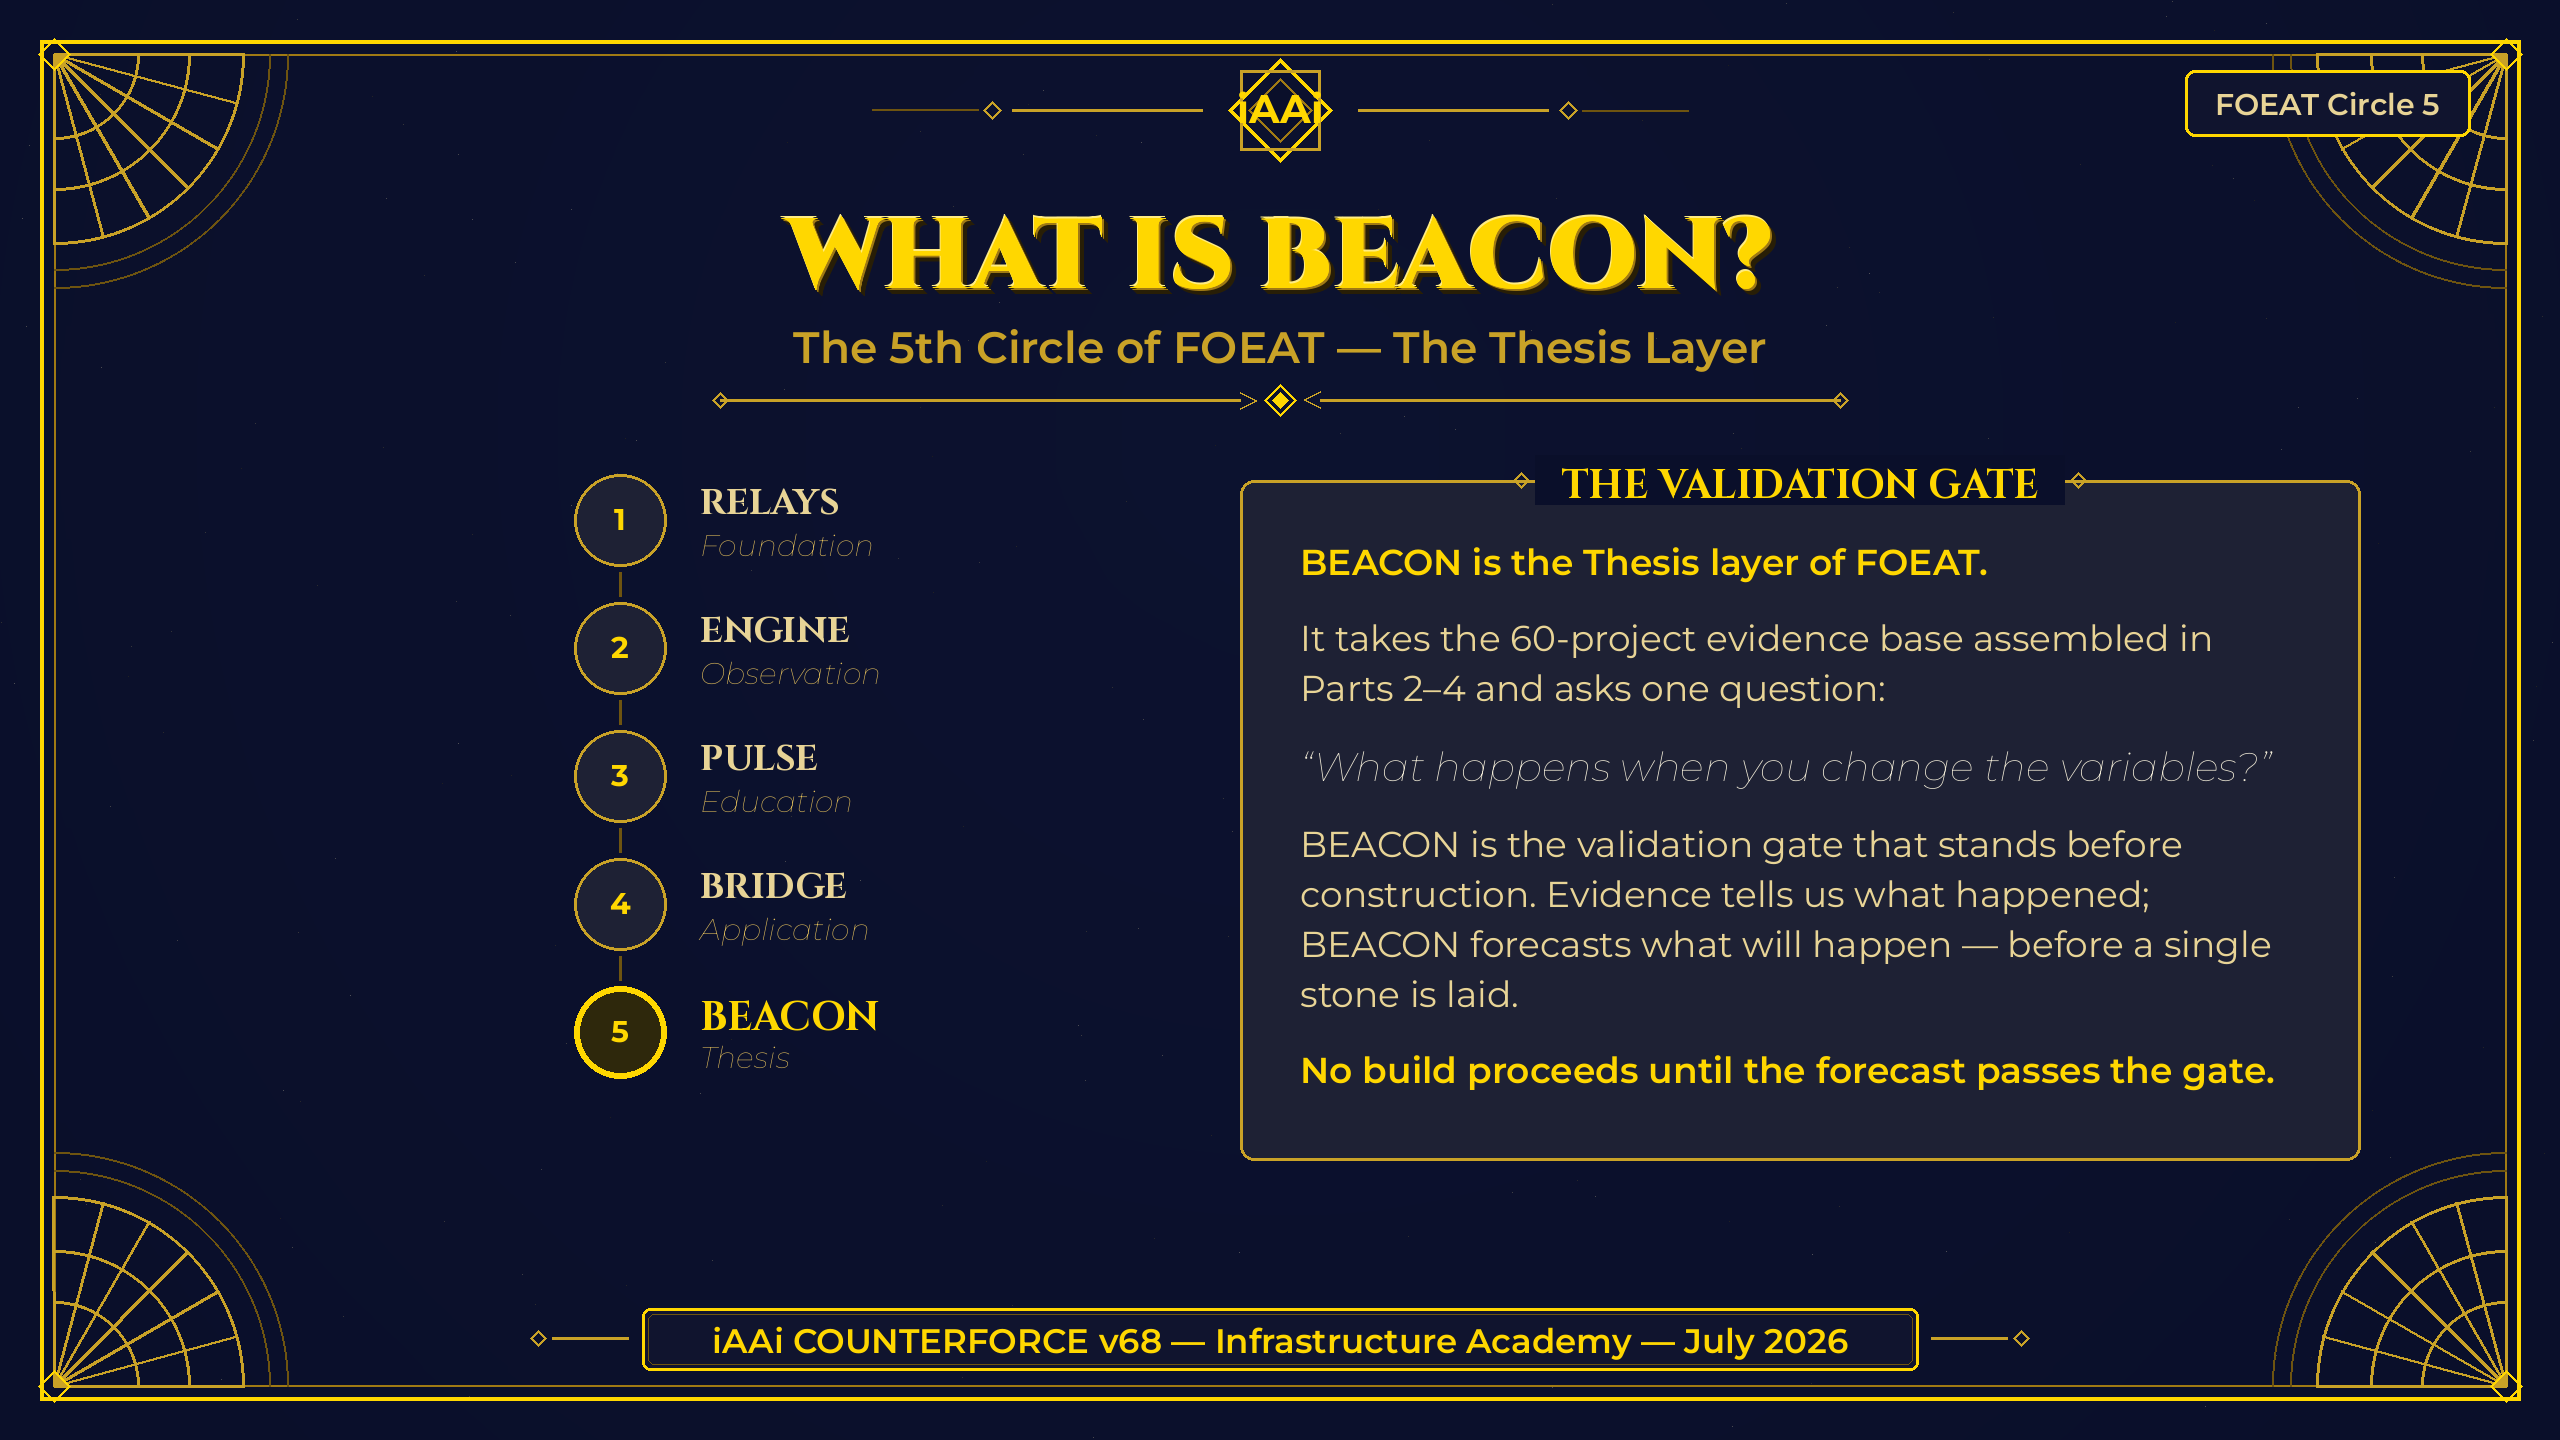 iAAi
FOEAT Circle 5
WHAT IS BEACON?
The 5th Circle of FOEAT — The Thesis Layer
1
RELAYS
Foundation
2
ENGINE
Observation
3
PULSE
Education
4
BRIDGE
Application
5
BEACON
Thesis
THE VALIDATION GATE
BEACON is the Thesis layer of FOEAT.
It takes the 60-project evidence base assembled in
Parts 2–4 and asks one question:
“What happens when you change the variables?”
BEACON is the validation gate that stands before
construction. Evidence tells us what happened;
BEACON forecasts what will happen — before a single
stone is laid.
No build proceeds until the forecast passes the gate.
iAAi COUNTERFORCE v68 — Infrastructure Academy — July 2026